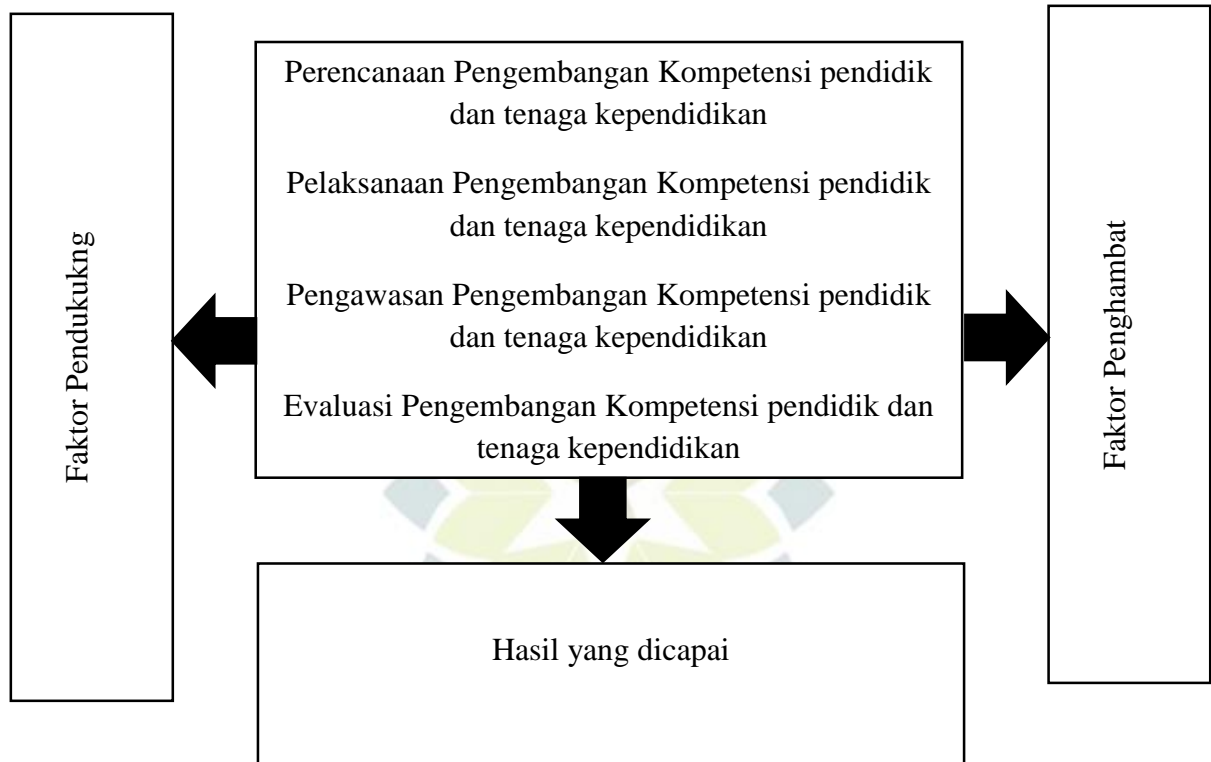 Faktor Pendukukng
Perencanaan Pengembangan Kompetensi pendidik
dan tenaga kependidikan
Pelaksanaan Pengembangan Kompetensi pendidik
dan tenaga kependidikan
Pengawasan Pengembangan Kompetensi pendidik
dan tenaga kependidikan
Evaluasi Pengembangan Kompetensi pendidik dan
tenaga kependidikan
Faktor Penghambat
Hasil yang dicapai